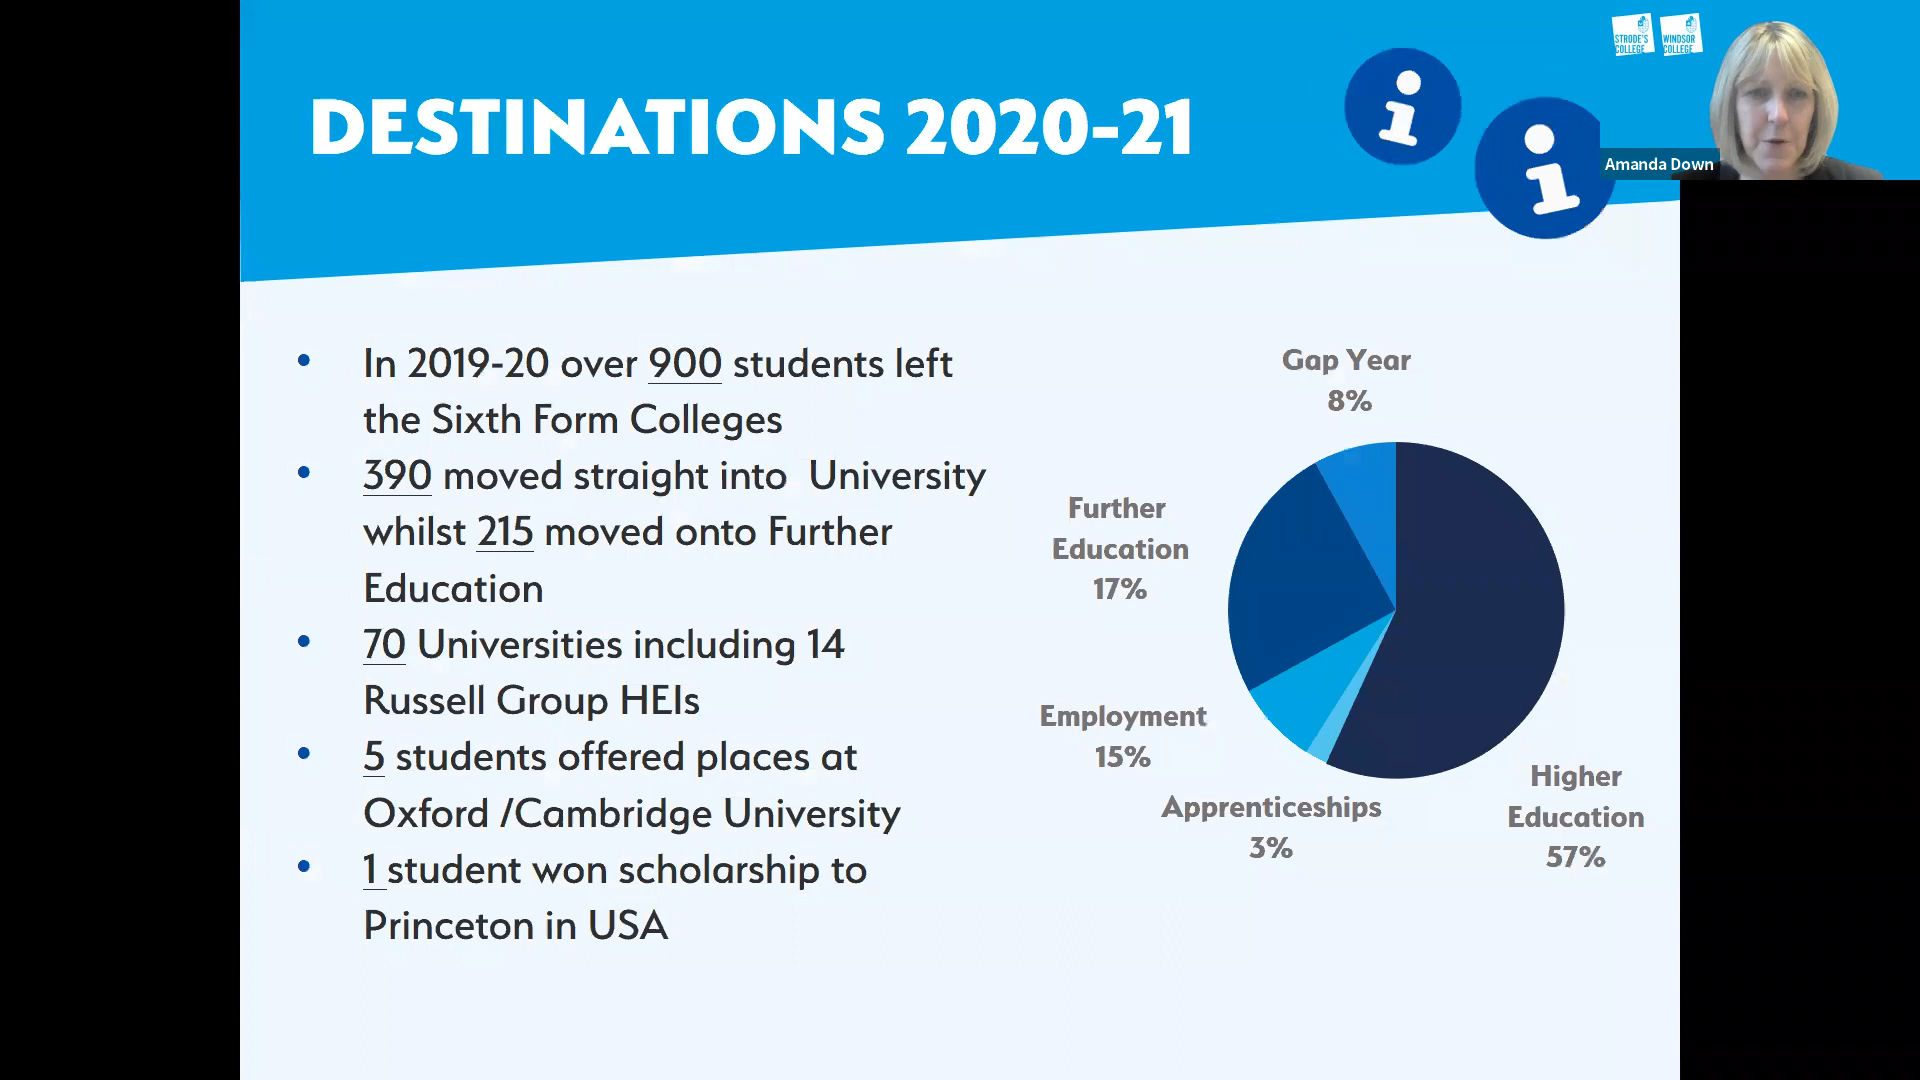 DESTINATIONS 2020-21
STRODE'S
COLLEGE
WINDSOR
COLLEGE
Amanda Down
• In 2019-20 over 900 students left
the Sixth Form Colleges
• 390 moved straight into University
whilst 215 moved onto Further
Education
• 70 Universities including 14
Russell Group HEIs
• 5 students offered places at
Oxford /Cambridge University
• 1 student won scholarship to
Princeton in USA
Gap Year
8%
Further
Education
17%
Employment
15%
Apprenticeships
3%
Higher
Education
57%